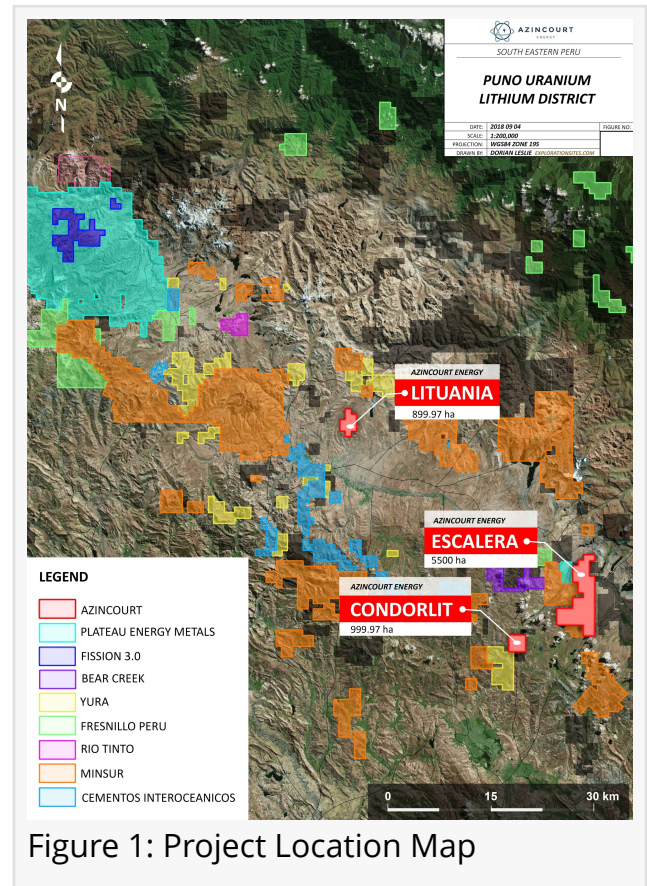 AZINCOURT
ENERGY
SOUTH EASTERN PERU
PUNO URANIUM
LITHIUM DISTRICT
DATE: 2018 09 04 FIGURE NO:
SCALE: 1:200,000
PROJECTION: WGS84 ZONE 19S
DRAWN BY: DORIAN LESLIE EXPLORATIONSITES.COM
N
AZINCOURT ENERGY
LITUANIA
899.97 ha
AZINCOURT ENERGY
ESCALERA
5500 ha
AZINCOURT ENERGY
CONDORLIT
999.97 ha
LEGEND
AZINCOURT
PLATEAU ENERGY METALS
FISSION 3.0
BEAR CREEK
YURA
FRESNILLO PERU
RIO TINTO
MINSUR
CEMENTOS INTEROCEANICOS
0 15 30 km
Figure 1: Project Location Map